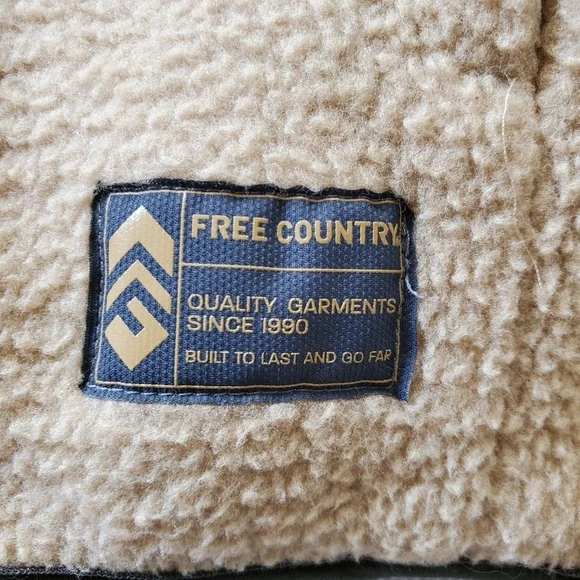 FREE COUNTRY
QUALITY GARMENTS
SINCE 1990
BUILT TO LAST AND GO FAR